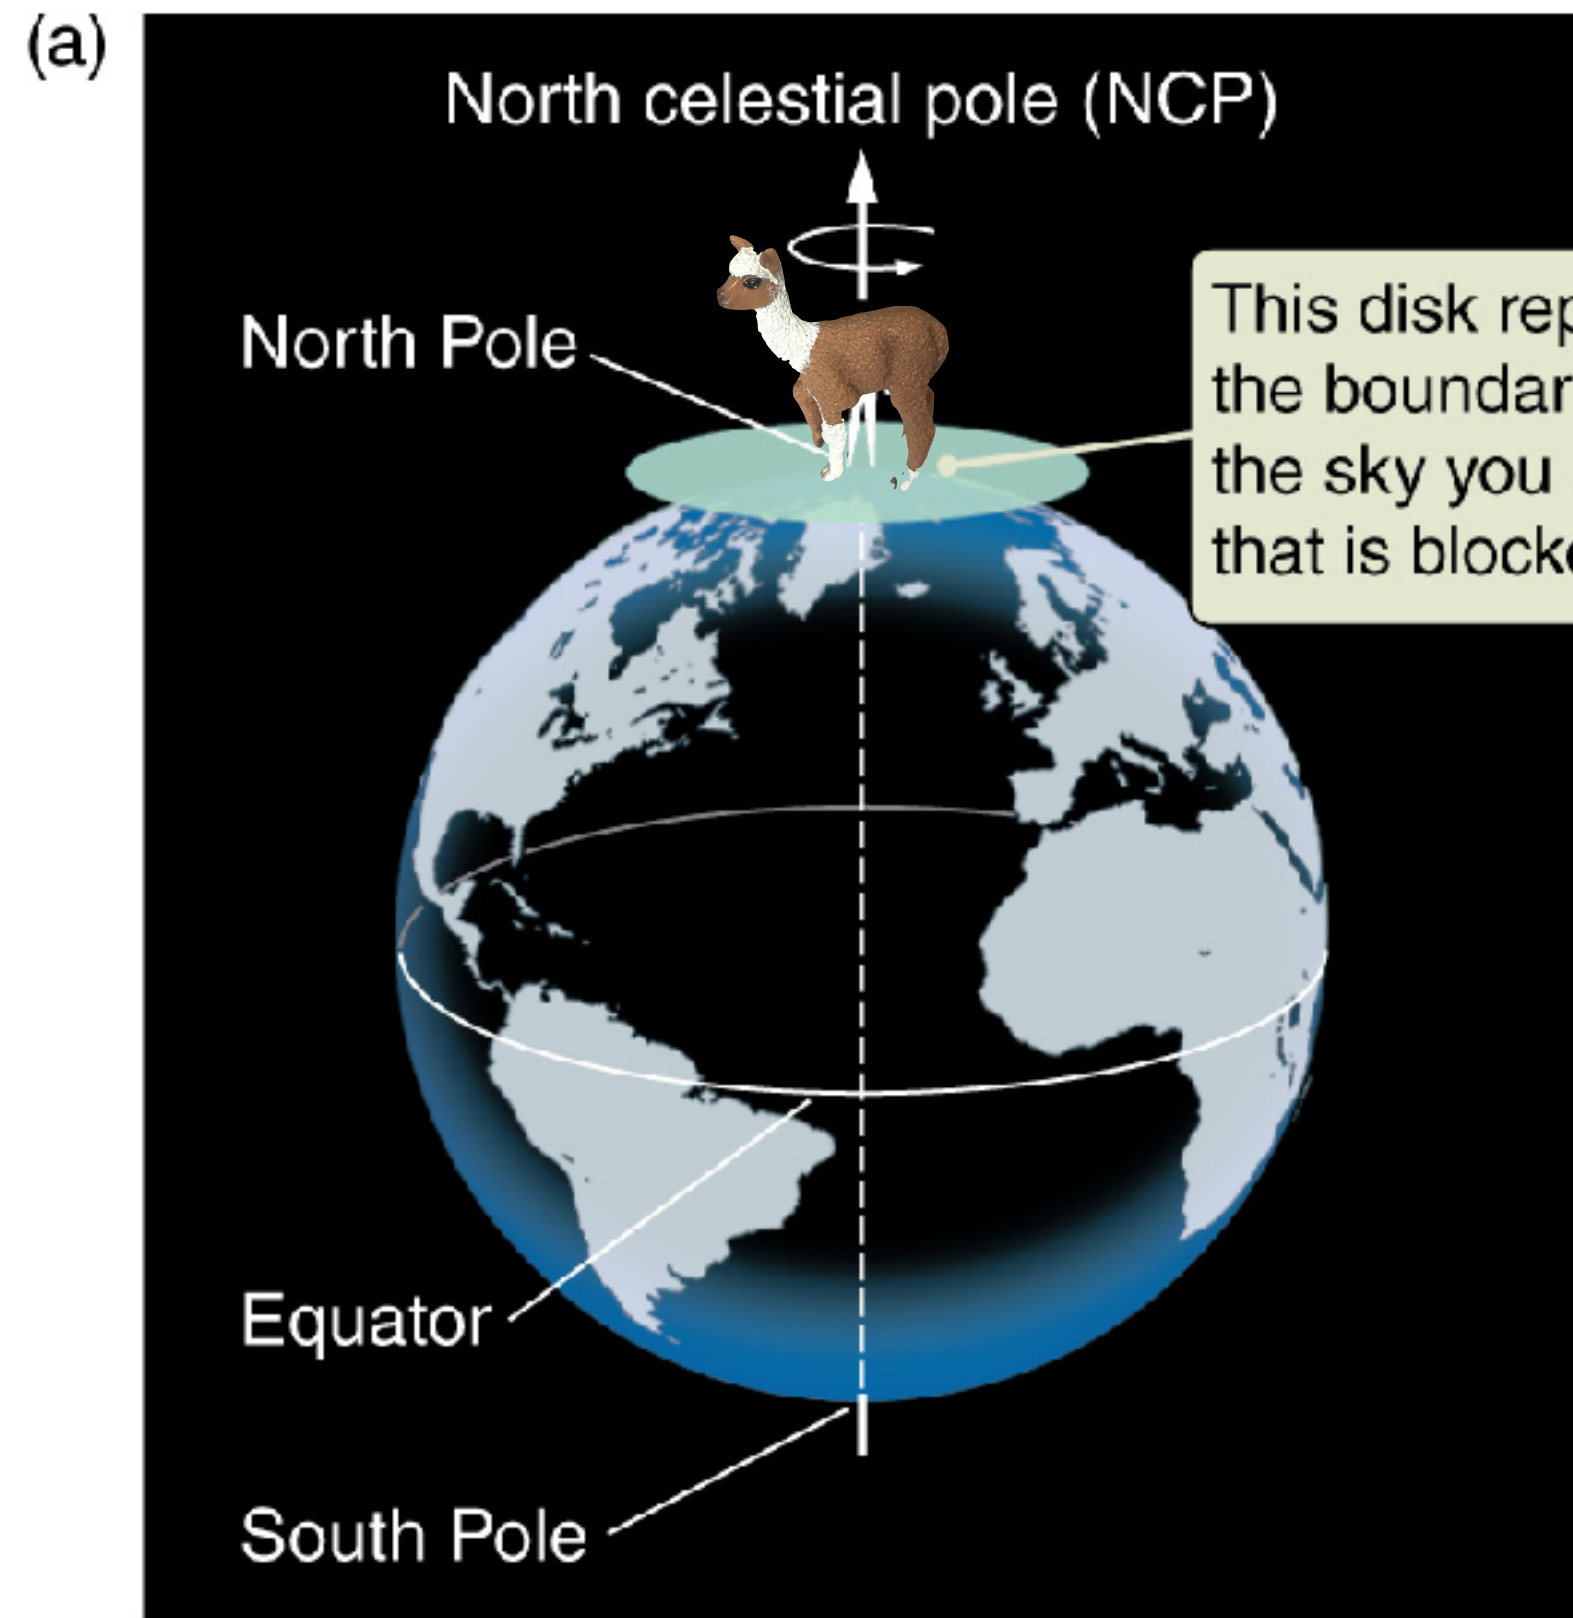 (a)
North celestial pole (NCP)
North Pole
This disk rep
the boundar
the sky you
that is blocke
Equator
South Pole